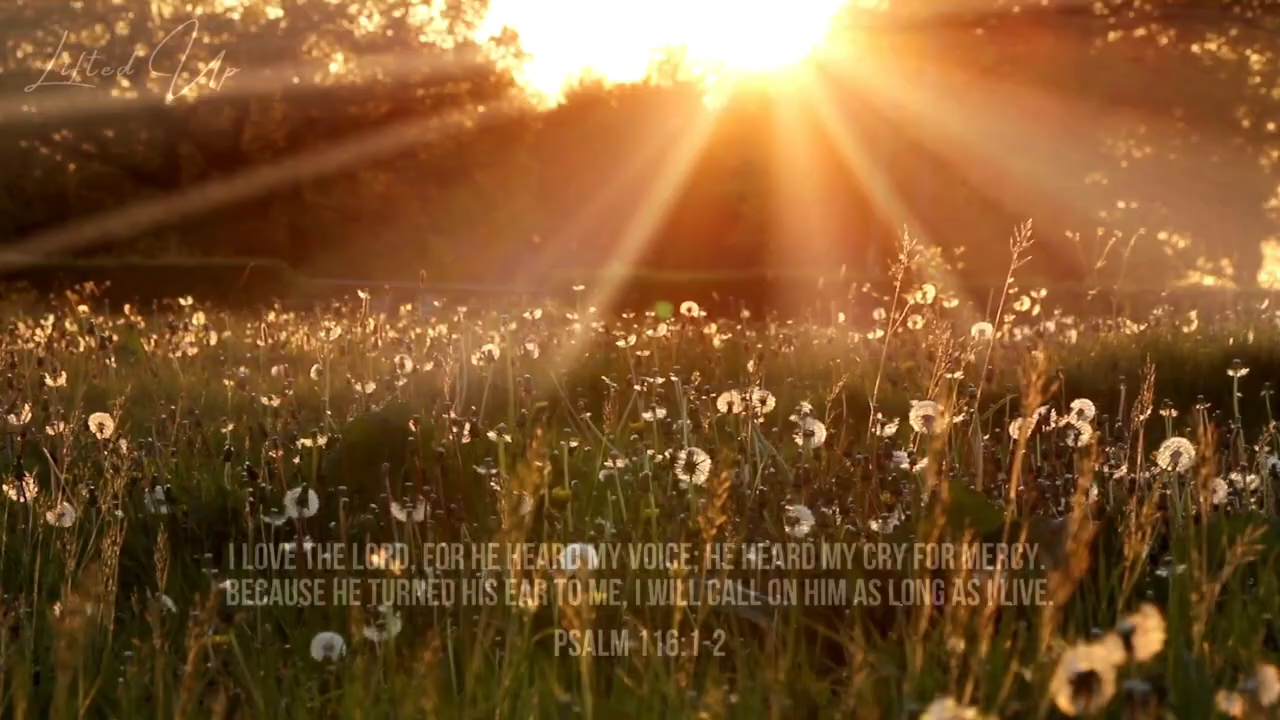 Lifted Up
I LOVE THE LORD, FOR HE HEARD MY VOICE; HE HEARD MY CRY FOR MERCY.
BECAUSE HE TURNED HIS EAR TO ME, I WILL CALL ON HIM AS LONG AS I LIVE.
PSALM 116:1-2